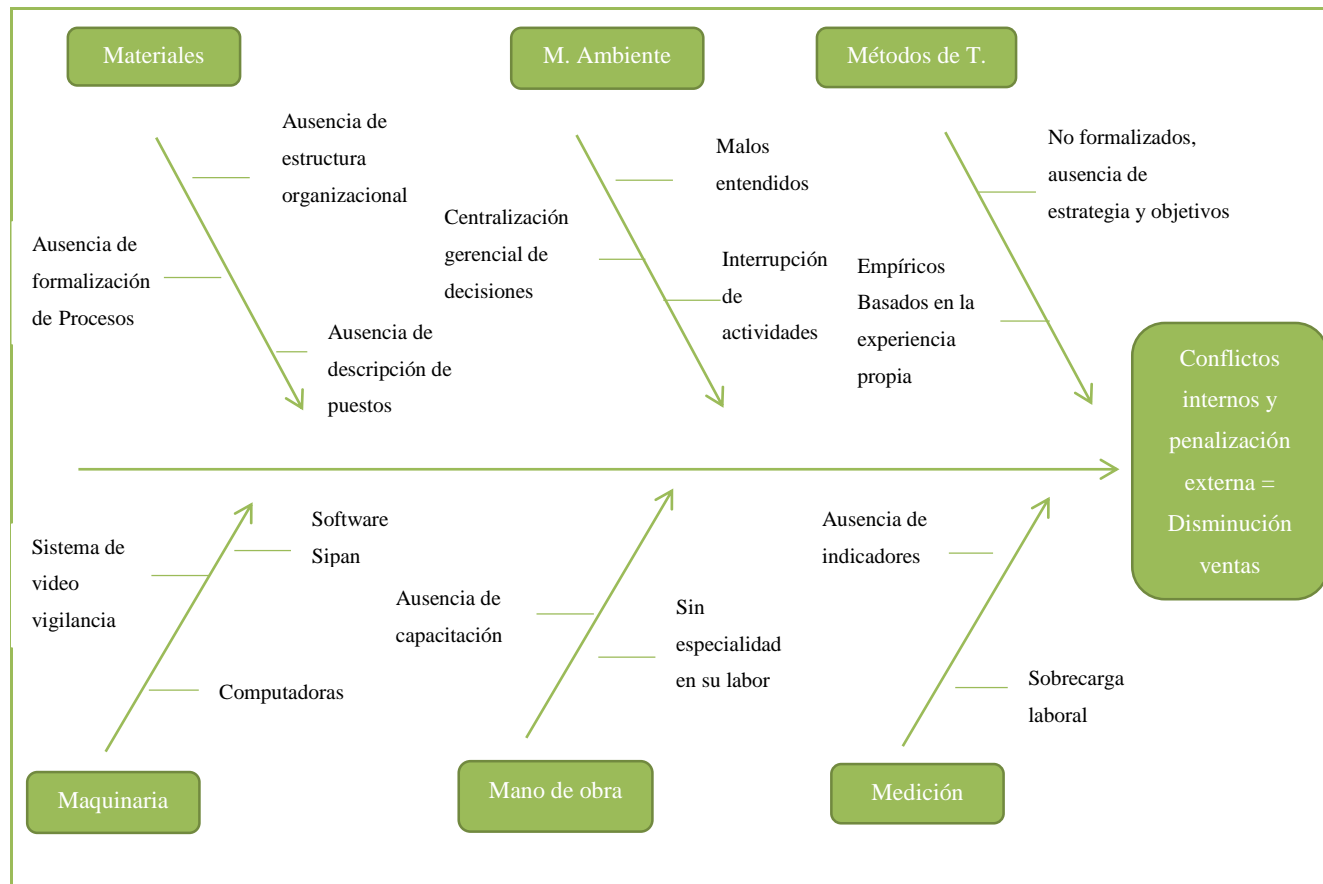 Materiales
M. Ambiente
Métodos de T.
Ausencia de
estructura
organizacional
Ausencia de
formalización
de Procesos
Ausencia de
descripción de
puestos
Malos
entendidos
Centralización
gerencial de
decisiones
Interrupción
de
actividades
No formalizados,
ausencia de
estrategia y objetivos
Empíricos
Basados en la
experiencia
propia
Conflictos
internos y
penalización
externa =
Disminución
ventas
Sistema de
video
vigilancia
Software
Sipan
Computadoras
Ausencia de
capacitación
Sin
especialidad
en su labor
Ausencia de
indicadores
Sobrecarga
laboral
Maquinaria
Mano de obra
Medición